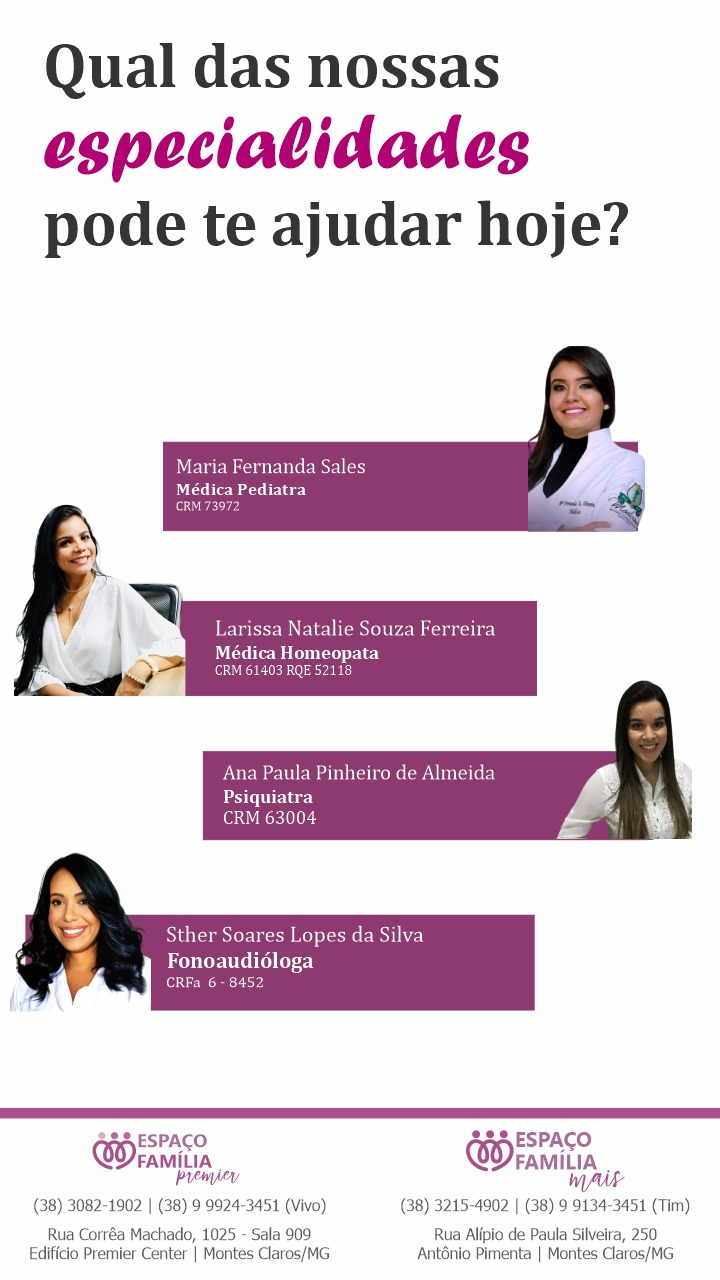 Qual das nossas
especialidades
pode te ajudar hoje?
Maria Fernanda Sales
Médica Pediatra
CRM 73972
Larissa Natalie Souza Ferreira
Médica Homeopata
CRM 61403 RQE 52118
Ana Paula Pinheiro de Almeida
Psiquiatra
CRM 63004
Sther Soares Lopes da Silva
Fonoaudióloga
CRFa 6 - 8452
ESPAÇO
FAMÍLIA
premier
(38) 3082-1902 | (38) 9 9924-3451 (Vivo)
Rua Corrêa Machado, 1025 - Sala 909
Edifício Premier Center | Montes Claros/MG
ESPAÇO
FAMÍLIA
mais
(38) 3215-4902 | (38) 9 9134-3451 (Tim)
Rua Alípio de Paula Silveira, 250
Antônio Pimenta | Montes Claros/MG